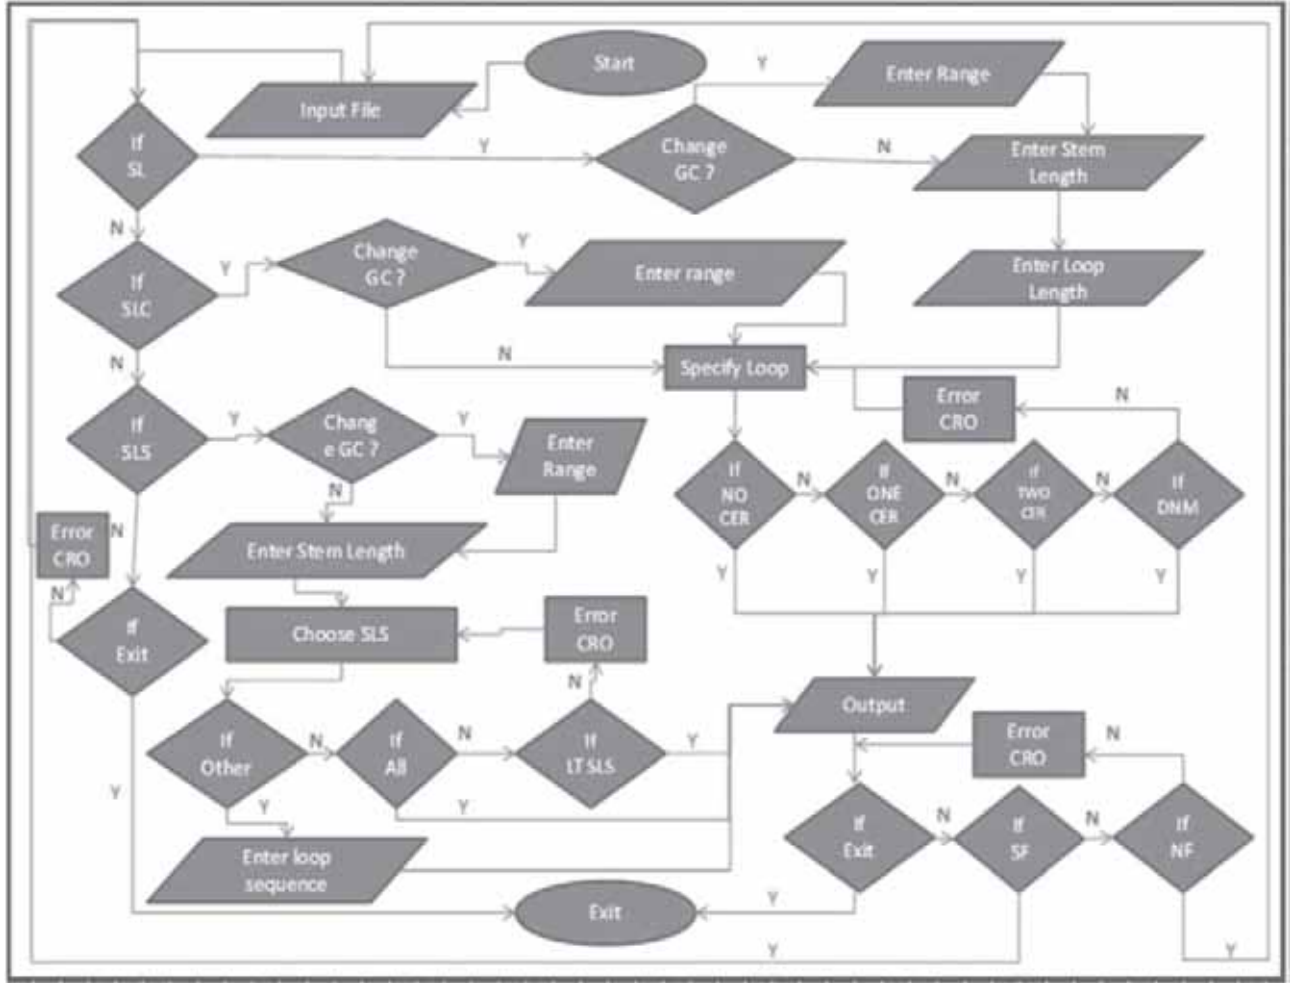 Start
Y
Enter Range
Input File
If
SL
Y
Change
GC ?
N
Enter Stem
Length
N
If
SLC
Y
Change
GC ?
Y
Enter range
Enter Loop
Length
N
N
Specify Loop
Error
CRO
N
If
SLS
Y
Chang
e GC ?
Y
Enter
Range
N
If
NO
CER
N
If
ONE
CER
N
If
TWO
CER
N
If
DNM
Error
CRO
N
Enter Stem Length
Y
Y
Y
Y
N
If
Exit
Choose SLS
Error
CRO
N
Output
If
Other
N
If
All
N
If
LT SLS
Y
Error
CRO
N
Y
Y
Y
If
Exit
N
If
SF
N
If
NF
Enter loop
sequence
Exit
Y
Y
Y